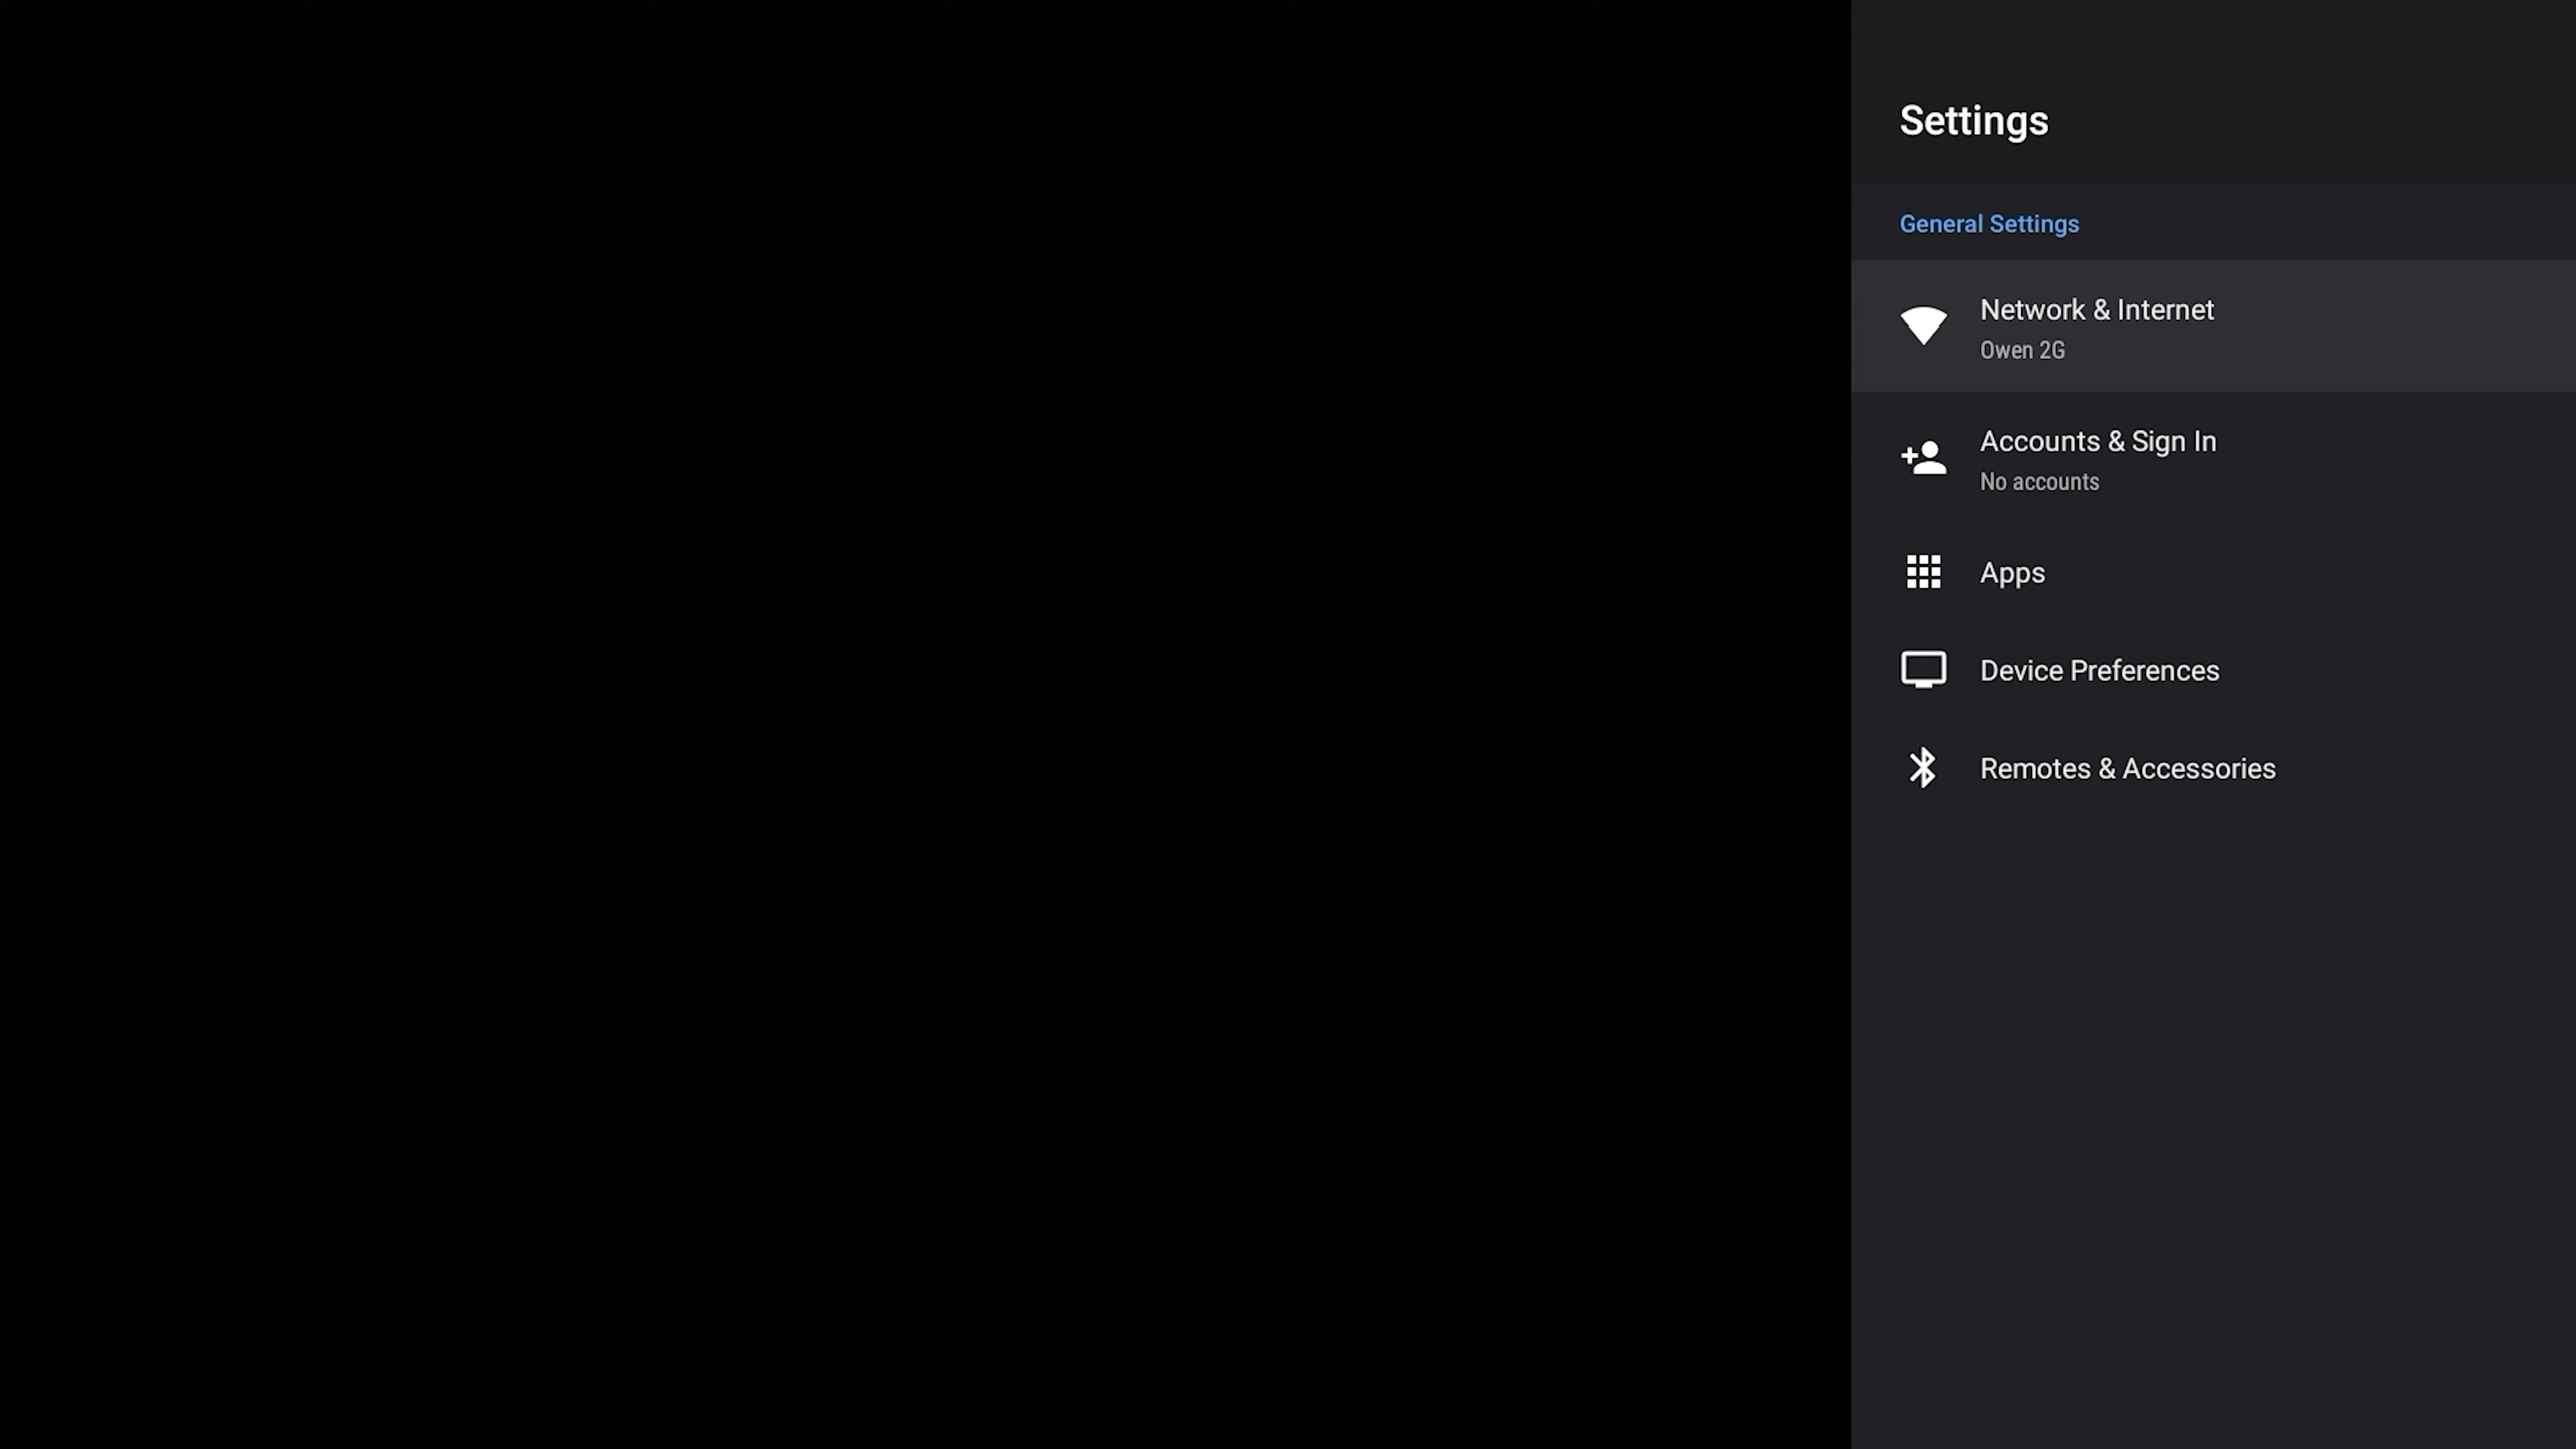 Settings
General Settings
Network & Internet
Owen 2G
Accounts & Sign In
No accounts
Apps
Device Preferences
Remotes & Accessories